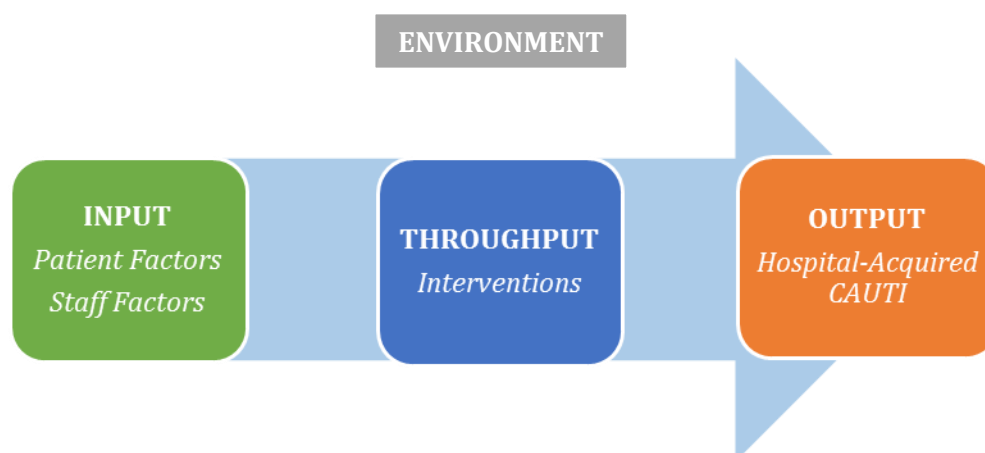 ENVIRONMENT
INPUT
Patient Factors
Staff Factors
THROUGHPUT
Interventions
OUTPUT
Hospital-Acquired
CAUTI